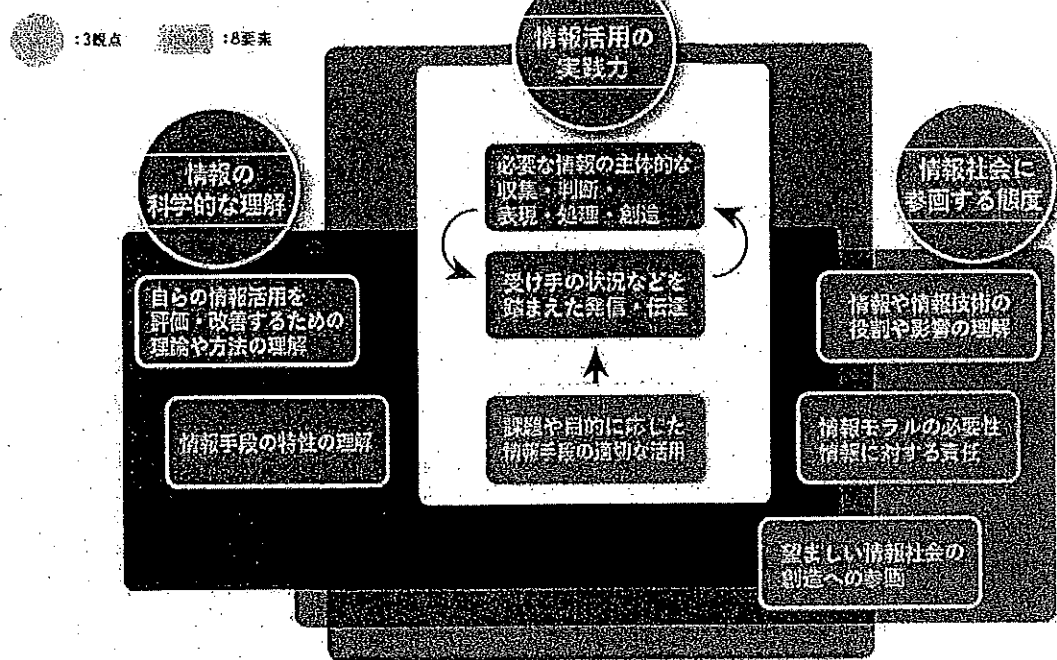 :3観点
:8要素
情報活用の
実践力
情報の
科学的な理解
情報社会に
参画する態度
必要な情報の主体的な
収集・判断・
表現・処理・創造
受け手の状況などを
踏まえた発信・伝達
課題や目的に応じた
情報手段の適切な活用
自らの情報活用を
評価・改善するための
理論や方法の理解
情報手段の特性の理解
情報や情報技術の
役割や影響の理解
情報モラルの必要性
情報に対する責任
望ましい情報社会の
創造への参画